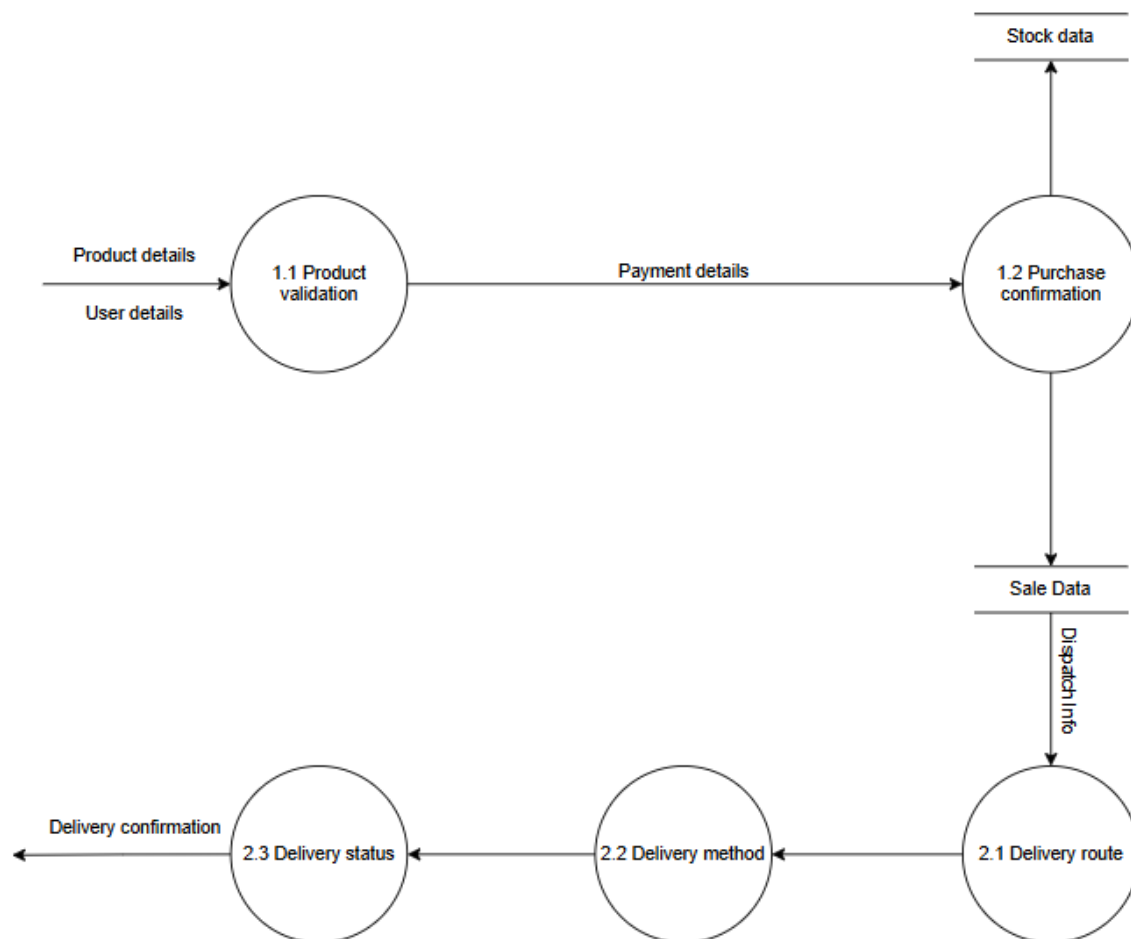 Stock data
Product details
User details
1.1 Product
validation
Payment details
1.2 Purchase
confirmation
Sale Data
Dispatch Info
Delivery confirmation
2.3 Delivery status
2.2 Delivery method
2.1 Delivery route